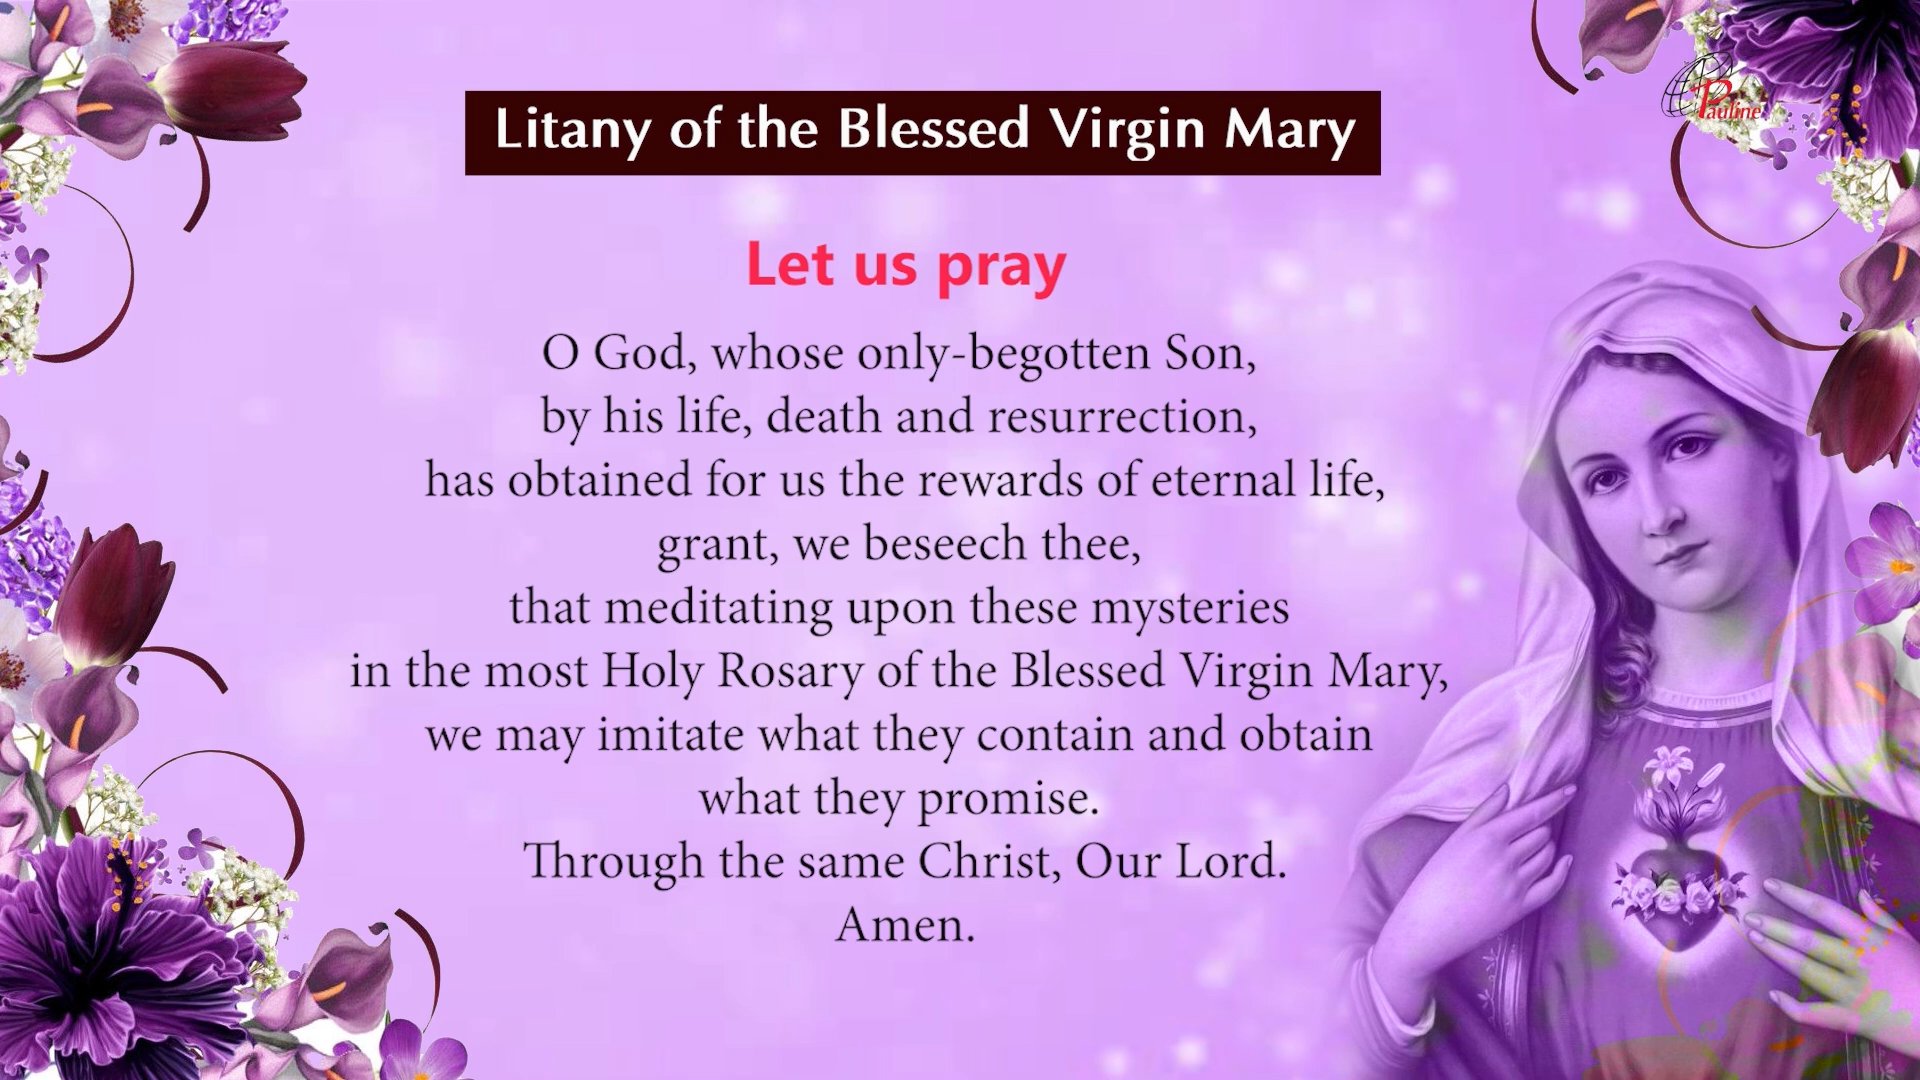 Litany of the Blessed Virgin Mary
Pauline
Let us pray
O God, whose only-begotten Son,
by his life, death and resurrection,
has obtained for us the rewards of eternal life,
grant, we beseech thee,
that meditating upon these mysteries
in the most Holy Rosary of the Blessed Virgin Mary,
we may imitate what they contain and obtain
what they promise.
Through the same Christ, Our Lord.
Amen.